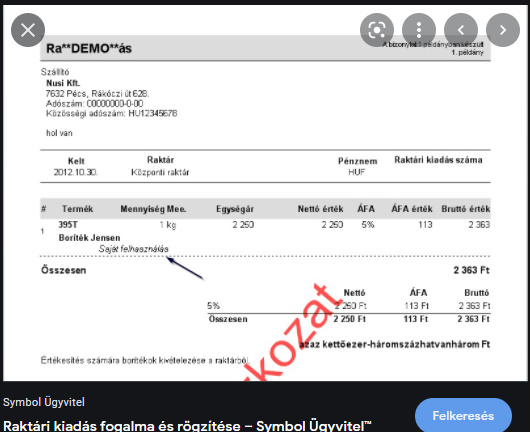 Ra**DEMO**ás
A bizonylat 1 példányban készült
1. példány
Szállító
Nusi Kft.
7632 Pécs, Rákóczi út 628.
Adószám: 00000000-0-00
Közösségi adószám: HU12345678
hol van
Kelt Raktár Pénznem Raktári kiadás száma
2012.10.30. Központi raktár HUF
# Termék Mennyiség Mee. Egységár Nettó érték ÁFA ÁFA érték Bruttó érték
1 395T 1 kg 2 250 2 250 5% 113 2 363
Boríték Jensen
Saját felhasználás
Összesen 2 363 Ft
Nettó ÁFA Bruttó
5% 2 250 Ft 113 Ft 2 363 Ft
Összesen 2 250 Ft 113 Ft 2 363 Ft
azaz kettőezer-háromszázhatvanhárom Ft
Értékesítés számára borítékok kivételezése a raktárból.
rkozat
Symbol Ügyvitel
Raktári kiadás fogalma és rögzítése – Symbol Ügyvitel™
Felkeresés